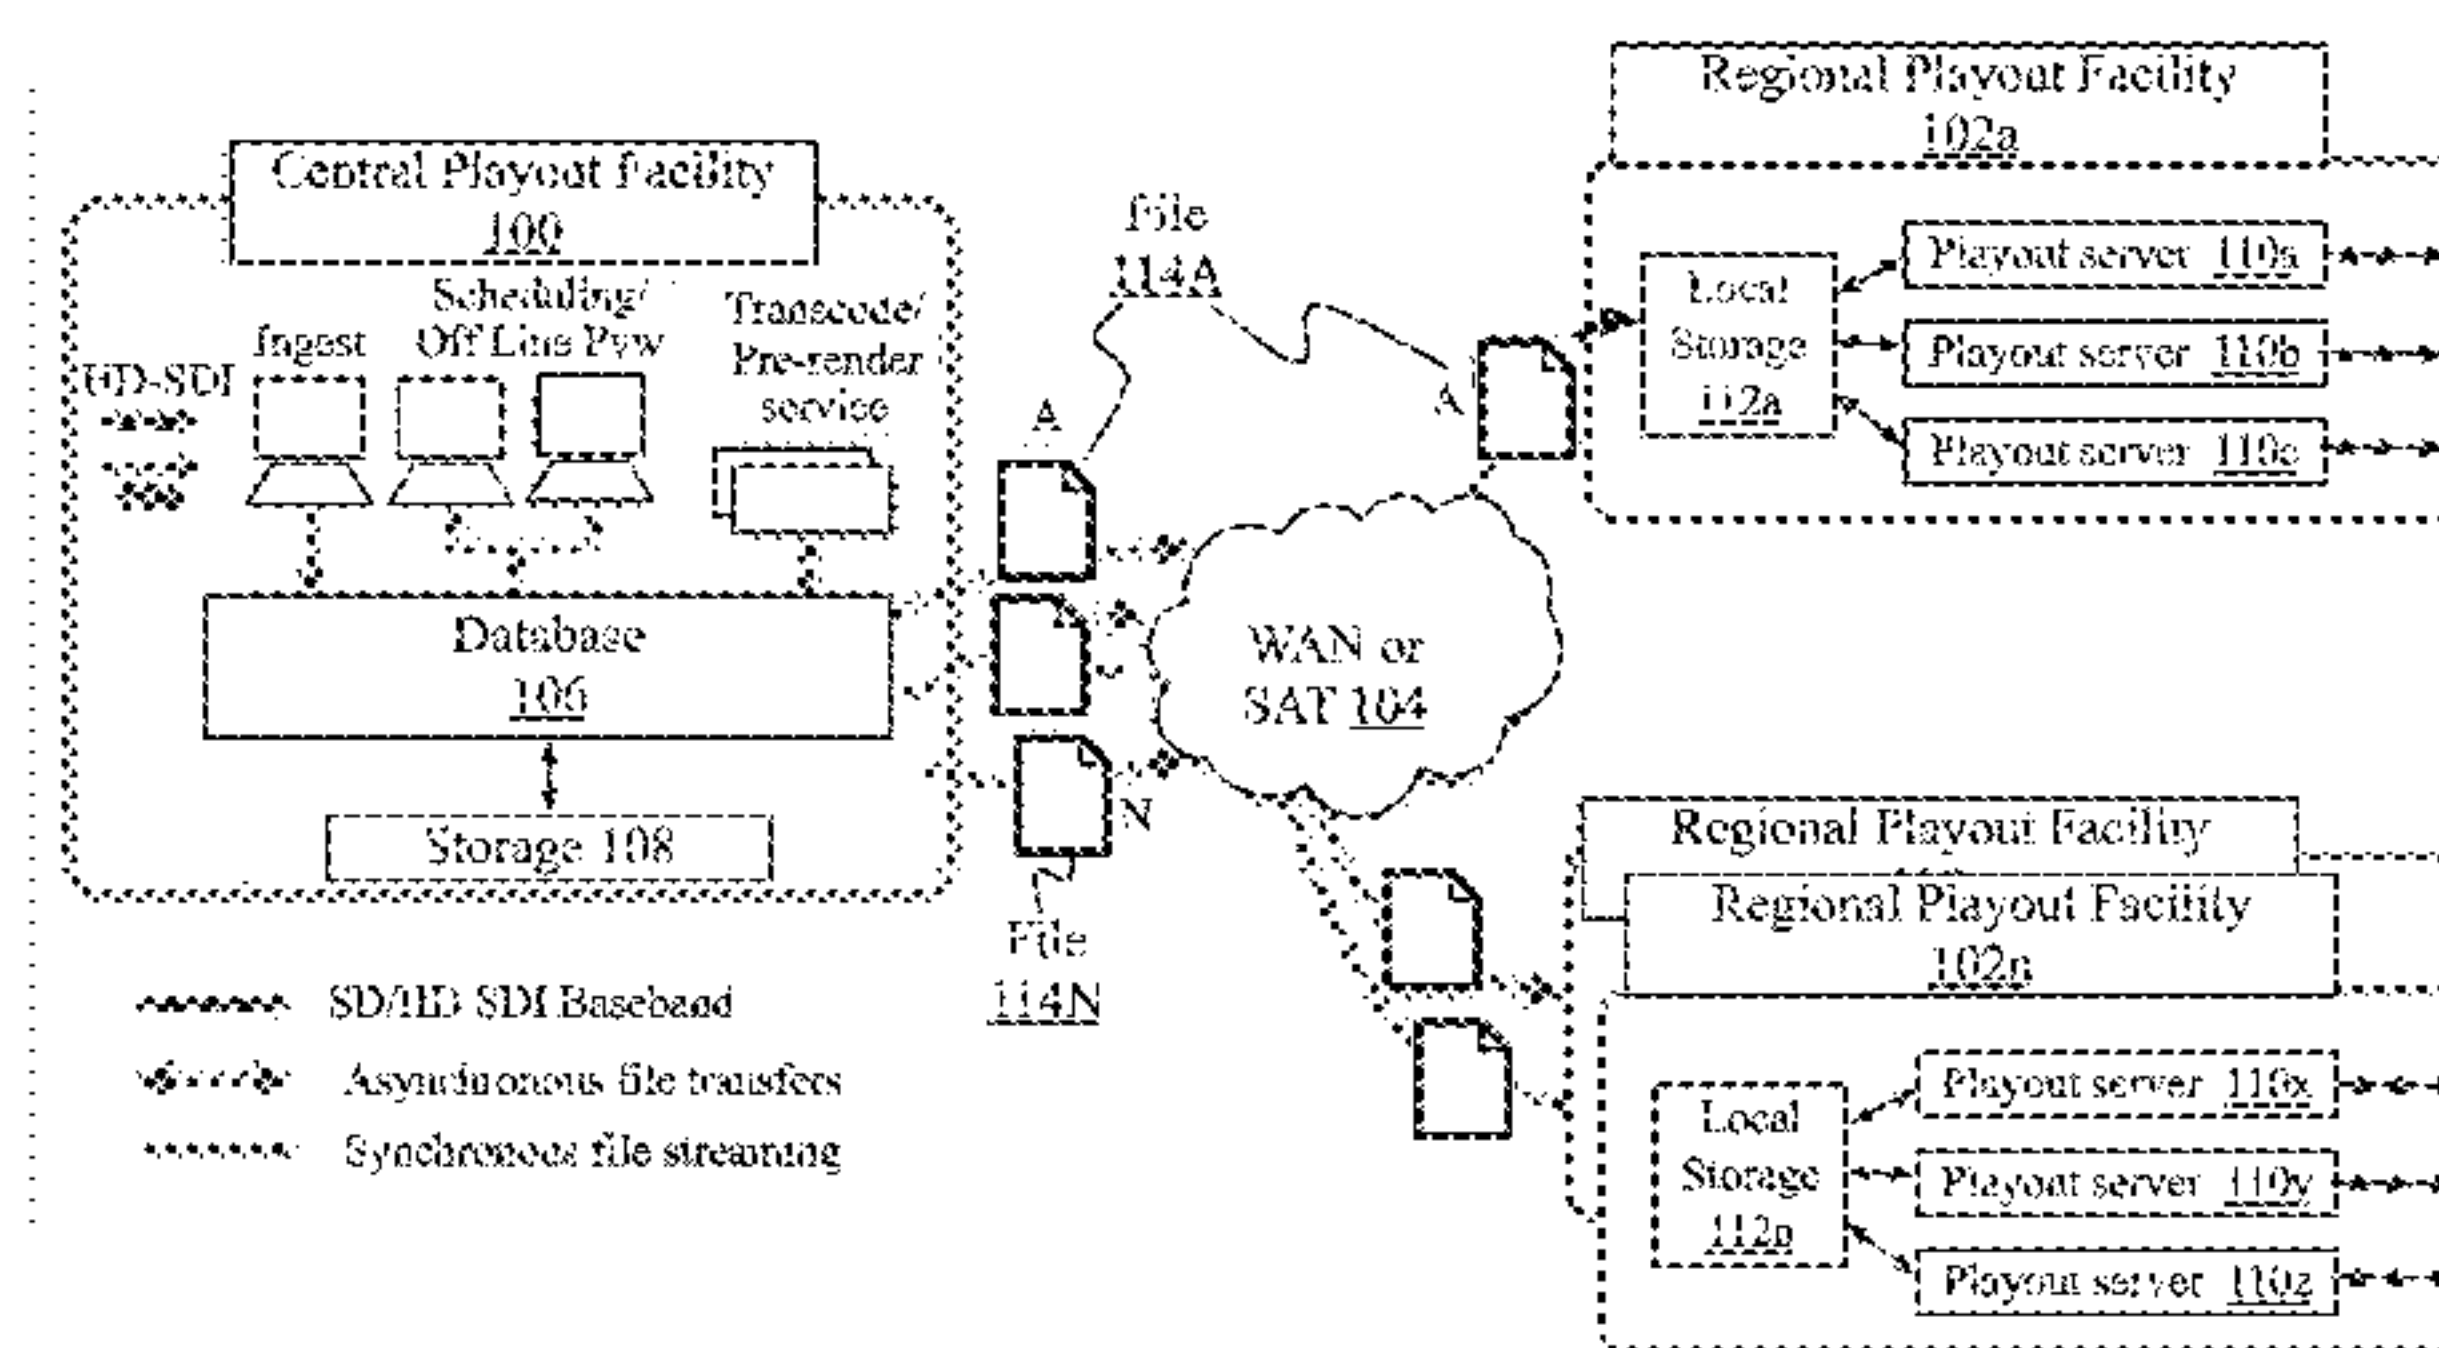 Central Playout Facility
100
HD-SDI
Ingest
Scheduling/
Off Line Pvw
Transcode/
Pre-render
service
Database
106
Storage 108
SD/HD SDI Baseband
Asynchronous file transfers
Synchronous file streaming
File
114A
A
A
N
File
114N
WAN or
SAT 104
Regional Playout Facility
102a
Local
Storage
112a
Playout server 110a
Playout server 110b
Playout server 110c
Regional Playout Facility
Regional Playout Facility
102n
Local
Storage
112n
Playout server 110x
Playout server 110y
Playout server 110z